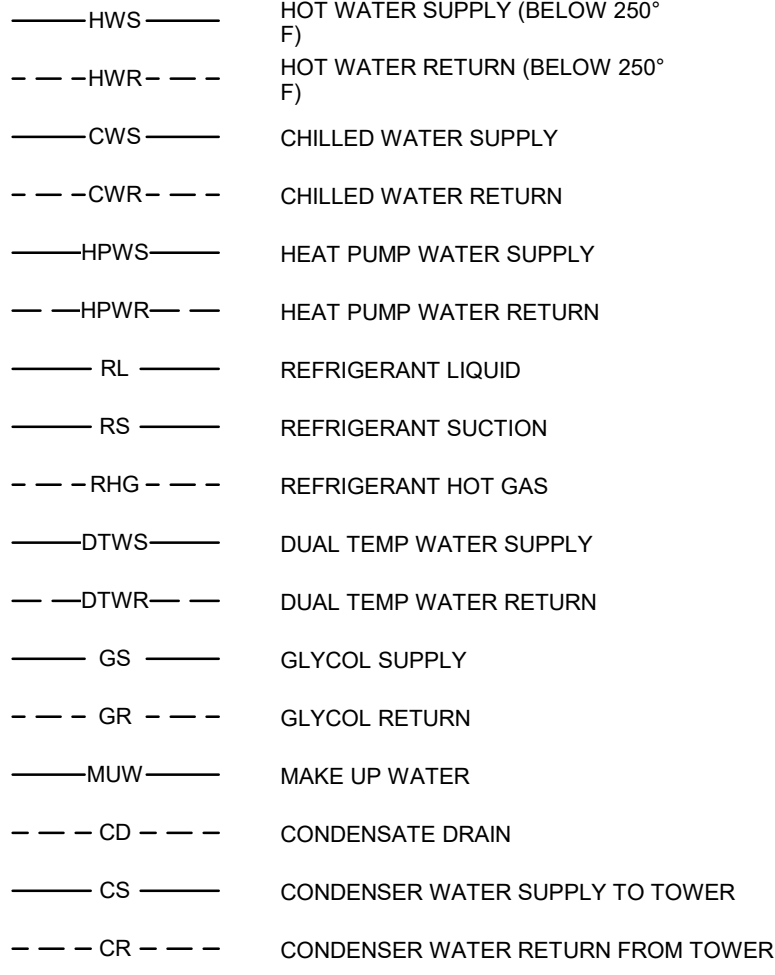 HWS HOT WATER SUPPLY (BELOW 250°
F)
HWR HOT WATER RETURN (BELOW 250°
F)
CWS CHILLED WATER SUPPLY
CWR CHILLED WATER RETURN
HPWS HEAT PUMP WATER SUPPLY
HPWR HEAT PUMP WATER RETURN
RL REFRIGERANT LIQUID
RS REFRIGERANT SUCTION
RHG REFRIGERANT HOT GAS
DTWS DUAL TEMP WATER SUPPLY
DTWR DUAL TEMP WATER RETURN
GS GLYCOL SUPPLY
GR GLYCOL RETURN
MUW MAKE UP WATER
CD CONDENSATE DRAIN
CS CONDENSER WATER SUPPLY TO TOWER
CR CONDENSER WATER RETURN FROM TOWER